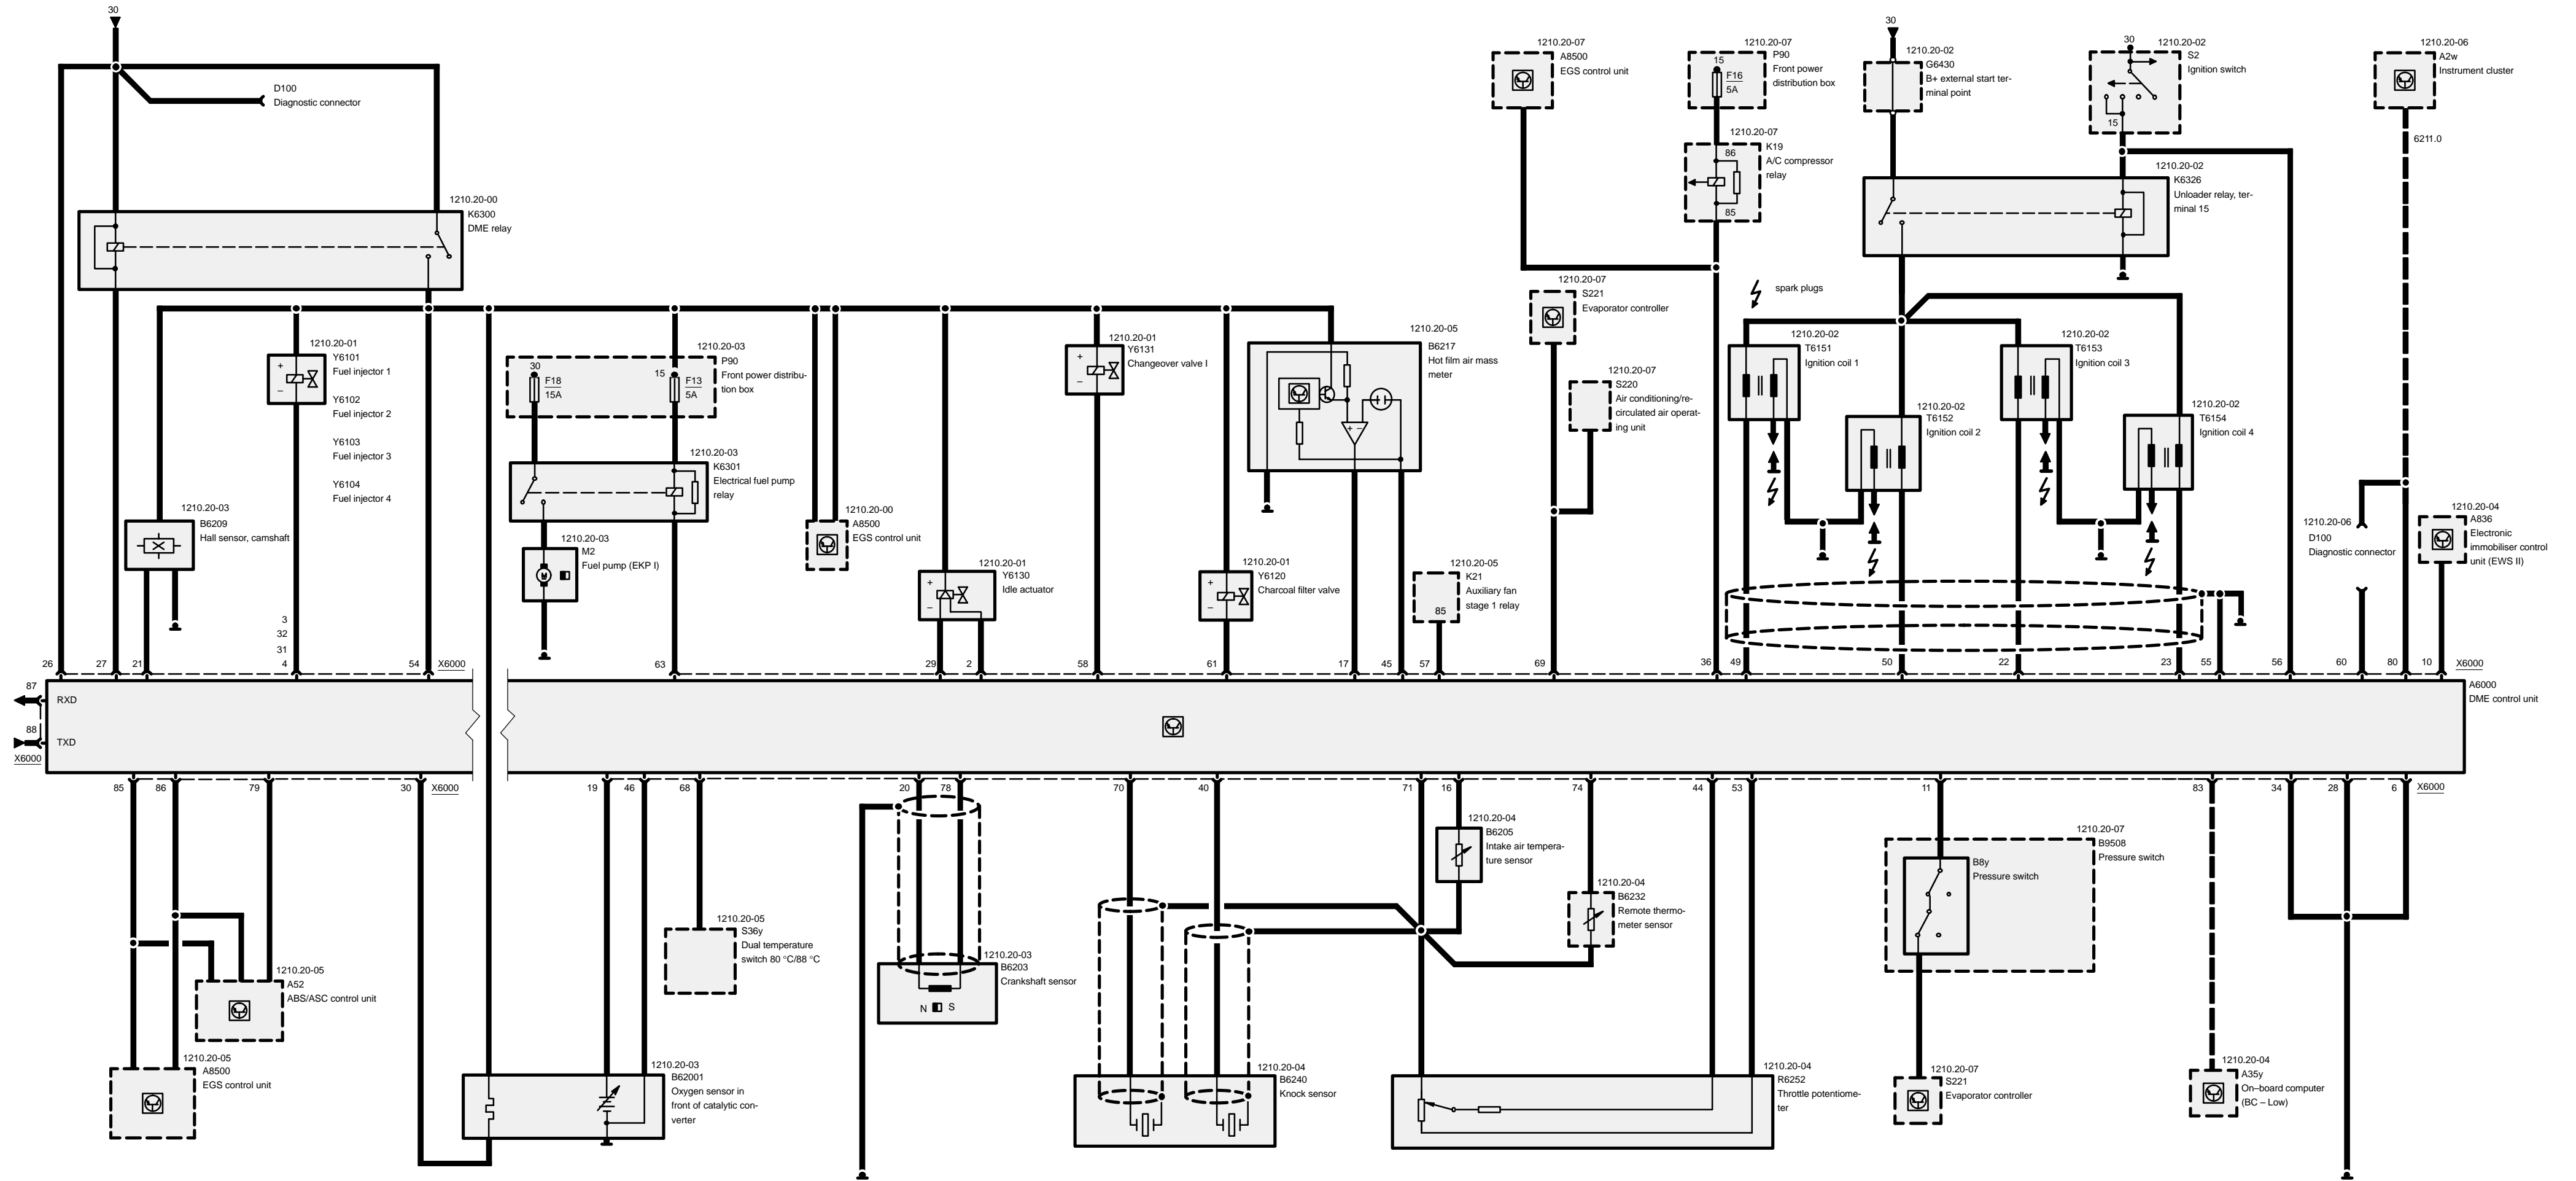 30
D100
Diagnostic connector
1210.20-00
K6300
DME relay
1210.20-01
Y6101
Fuel injector 1
Y6102
Fuel injector 2
Y6103
Fuel injector 3
Y6104
Fuel injector 4
+
–
1210.20-03
B6209
Hall sensor, camshaft
3
32
31
4
1210.20-03
P90
Front power distribu-
tion box
30
F18
15A
15
F13
5A
1210.20-03
K6301
Electrical fuel pump
relay
1210.20-03
M2
Fuel pump (EKP I)
M
1210.20-00
A8500
EGS control unit
1210.20-01
Y6130
Idle actuator
+
–
1210.20-01
Y6131
Changeover valve I
+
–
1210.20-01
Y6120
Charcoal filter valve
+
–
1210.20-05
B6217
Hot film air mass
meter
+ –
1210.20-05
K21
Auxiliary fan
stage 1 relay
85
1210.20-07
A8500
EGS control unit
1210.20-07
S221
Evaporator controller
1210.20-07
S220
Air conditioning/re-
circulated air operat-
ing unit
1210.20-07
P90
Front power
distribution box
15
F16
5A
1210.20-07
K19
A/C compressor
relay
86
85
30
1210.20-02
G6430
B+ external start ter-
minal point
30
1210.20-02
S2
Ignition switch
15
1210.20-02
K6326
Unloader relay, ter-
minal 15
spark plugs
1210.20-02
T6151
Ignition coil 1
1210.20-02
T6152
Ignition coil 2
1210.20-02
T6153
Ignition coil 3
1210.20-02
T6154
Ignition coil 4
1210.20-06
A2w
Instrument cluster
6211.0
1210.20-06
D100
Diagnostic connector
1210.20-04
A836
Electronic
immobiliser control
unit (EWS II)
26
27
21
54
X6000
63
29
2
58
61
17
45
57
69
36
49
50
22
23
55
56
60
80
10
X6000
87
RXD
88
TXD
X6000
A6000
DME control unit
85
86
79
30
X6000
19
46
68
20
78
70
40
71
16
74
44
53
11
83
34
28
6
X6000
1210.20-05
A52
ABS/ASC control unit
1210.20-05
A8500
EGS control unit
1210.20-03
B62001
Oxygen sensor in
front of catalytic con-
verter
1210.20-05
S36y
Dual temperature
switch 80 °C/88 °C
1210.20-03
B6203
Crankshaft sensor
N
S
1210.20-04
B6240
Knock sensor
1210.20-04
B6205
Intake air tempera-
ture sensor
1210.20-04
B6232
Remote thermo-
meter sensor
1210.20-04
R6252
Throttle potentiome-
ter
1210.20-07
B9508
Pressure switch
B8y
Pressure switch
1210.20-07
S221
Evaporator controller
1210.20-04
A35y
On–board computer
(BC – Low)